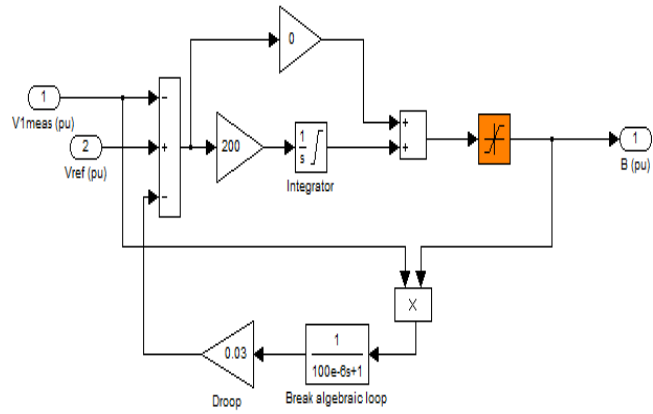 0
1
V1meas (pu)
2
Vref (pu)
−
+
−
200
1
s
Integrator
+
+
1
B (pu)
×
0.03
Droop
1
100e-6s+1
Break algebraic loop